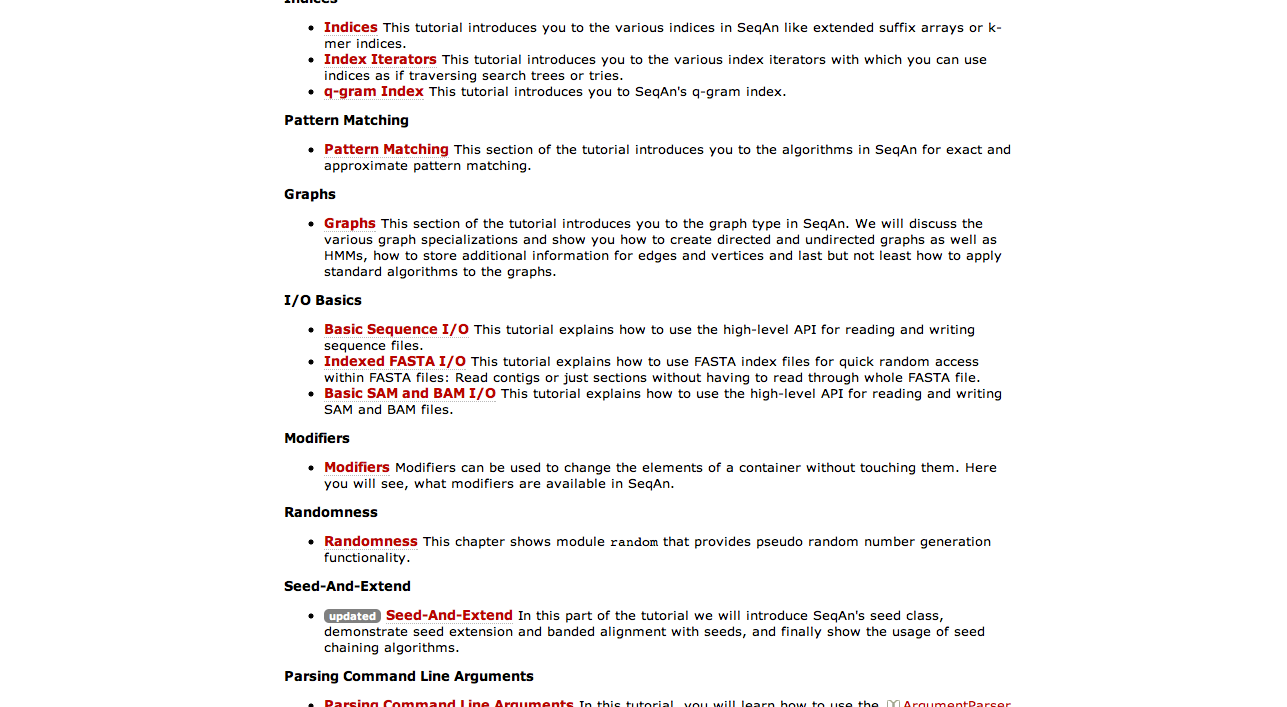 Indices
Indices This tutorial introduces you to the various indices in SeqAn like extended suffix arrays or k-
mer indices.
Index Iterators This tutorial introduces you to the various index iterators with which you can use
indices as if traversing search trees or tries.
q-gram Index This tutorial introduces you to SeqAn's q-gram index.
Pattern Matching
Pattern Matching This section of the tutorial introduces you to the algorithms in SeqAn for exact and
approximate pattern matching.
Graphs
Graphs This section of the tutorial introduces you to the graph type in SeqAn. We will discuss the
various graph specializations and show you how to create directed and undirected graphs as well as
HMMs, how to store additional information for edges and vertices and last but not least how to apply
standard algorithms to the graphs.
I/O Basics
Basic Sequence I/O This tutorial explains how to use the high-level API for reading and writing
sequence files.
Indexed FASTA I/O This tutorial explains how to use FASTA index files for quick random access
within FASTA files: Read contigs or just sections without having to read through whole FASTA file.
Basic SAM and BAM I/O This tutorial explains how to use the high-level API for reading and writing
SAM and BAM files.
Modifiers
Modifiers Modifiers can be used to change the elements of a container without touching them. Here
you will see, what modifiers are available in SeqAn.
Randomness
Randomness This chapter shows module random that provides pseudo random number generation
functionality.
Seed-And-Extend
updated Seed-And-Extend In this part of the tutorial we will introduce SeqAn's seed class,
demonstrate seed extension and banded alignment with seeds, and finally show the usage of seed
chaining algorithms.
Parsing Command Line Arguments
Parsing Command Line Arguments In this tutorial, you will learn how to use the ArgumentParser